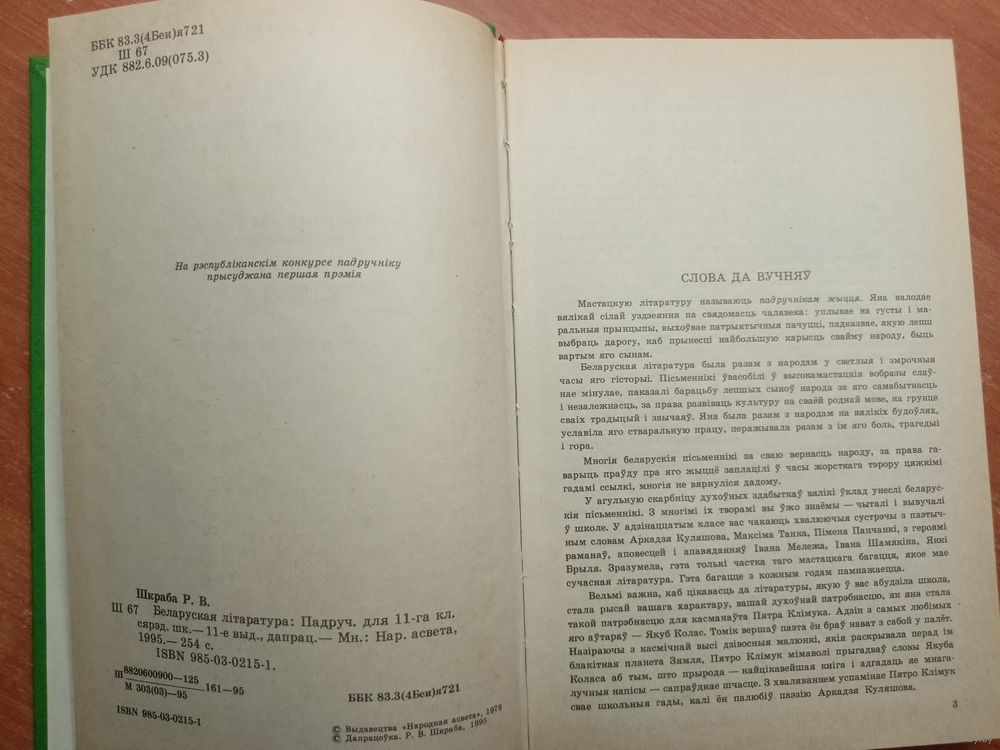 ББК 83.3(4Беи)я721
Ш 67
УДК 882.6.09(075.3)
На рэспубліканскім конкурсе падручніку
прысуджана першая прэмія
Шкраба Р. В.
Ш 67 Беларуская літаратура: Падруч. для 11-га кл.
сярэд. шк.— 11-е выд., дапрац.— Мн.: Нар. асвета,
1995.— 254 с.
ISBN 985-03-0215-1.
Ш 8820600900—125
М 303(03)—95
161—95
ББК 83.3(4Беи)я721
ISBN 985-03-0215-1
© Выдавецтва «Народная асвета», 1979
© Дапрацоўка. Р. В. Шкраба, 1995
СЛОВА ДА ВУЧНЯЎ
Мастацкую літаратуру называюць падручнікам жыцця. Яна валодае
вялікай сілай уздзеяння на свядомасць чалавека: уплывае на густы і ма-
ральныя прынцыпы, выхоўвае патрыятычныя пачуцці, падказвае, якую лепш
выбраць дарогу, каб прынесці найбольшую карысць свайму народу, быць
вартым яго сынам.
Беларуская літаратура была разам з народам у светлыя і змрочныя
часы яго гісторыі. Пісьменнікі ўвасобілі ў высокамастацкія вобразы слаў-
нае мінулае, паказалі барацьбу лепшых сыноў народа за яго самабытнасць
і незалежнасць, за права развіваць культуру на сваёй роднай мове, на грунце
сваіх традыцый і звычаяў. Яна была разам з народам на вялікіх будоўлях,
уславіла яго стваральную працу, перажывала разам з ім яго боль, трагедыі
і гора.
Многія беларускія пісьменнікі за сваю вернасць народу, за права га-
варыць праўду пра яго жыццё заплацілі ў часы жорсткага тэрору цяжкімі
гадамі ссылкі, многія не вярнуліся дадому.
У агульную скарбніцу духоўных здабыткаў вялікі ўклад унеслі беларус-
кія пісьменнікі. З многімі іх творамі вы ўжо знаёмы — чыталі і вывучалі
ў школе. У адзінаццатым класе вас чакаюць хвалюючыя сустрэчы з паэтыч-
ным словам Аркадзя Куляшова, Максіма Танка, Пімена Панчанкі, з героямі
раманаў, аповесцей і апавяданняў Івана Мележа, Івана Шамякіна, Янкі
Брыля. Зразумела, гэта толькі частка таго мастацкага багацця, якое мае
сучасная літаратура. Гэта багацце з кожным годам памнажаецца.
Вельмі важна, каб цікавасць да літаратуры, якую ў вас абудзіла школа,
стала рысай вашага характару, вашай духоўнай патрэбнасцю, як яна стала
такой патрэбнасцю для касманаўта Пятра Клімука. Адзін з самых любімых
яго аўтараў — Якуб Колас. Томік вершаў паэта ён браў нават з сабой у палёт.
Назіраючы з касмічнай высі дзівосныя малюнкі, якія раскрывала перад ім
блакітная планета Зямля, Пятро Клімук мімаволі прыгадваў словы Якуба
Коласа аб тым, што прырода — найцікавейшая кніга і адгадаць яе мнага-
лучныя напісы — сапраўднае шчасце. З хваляваннем успамінае Пятро Клімук
свае школьныя гады, калі ён палюбіў паэзію Аркадзя Куляшова.
3